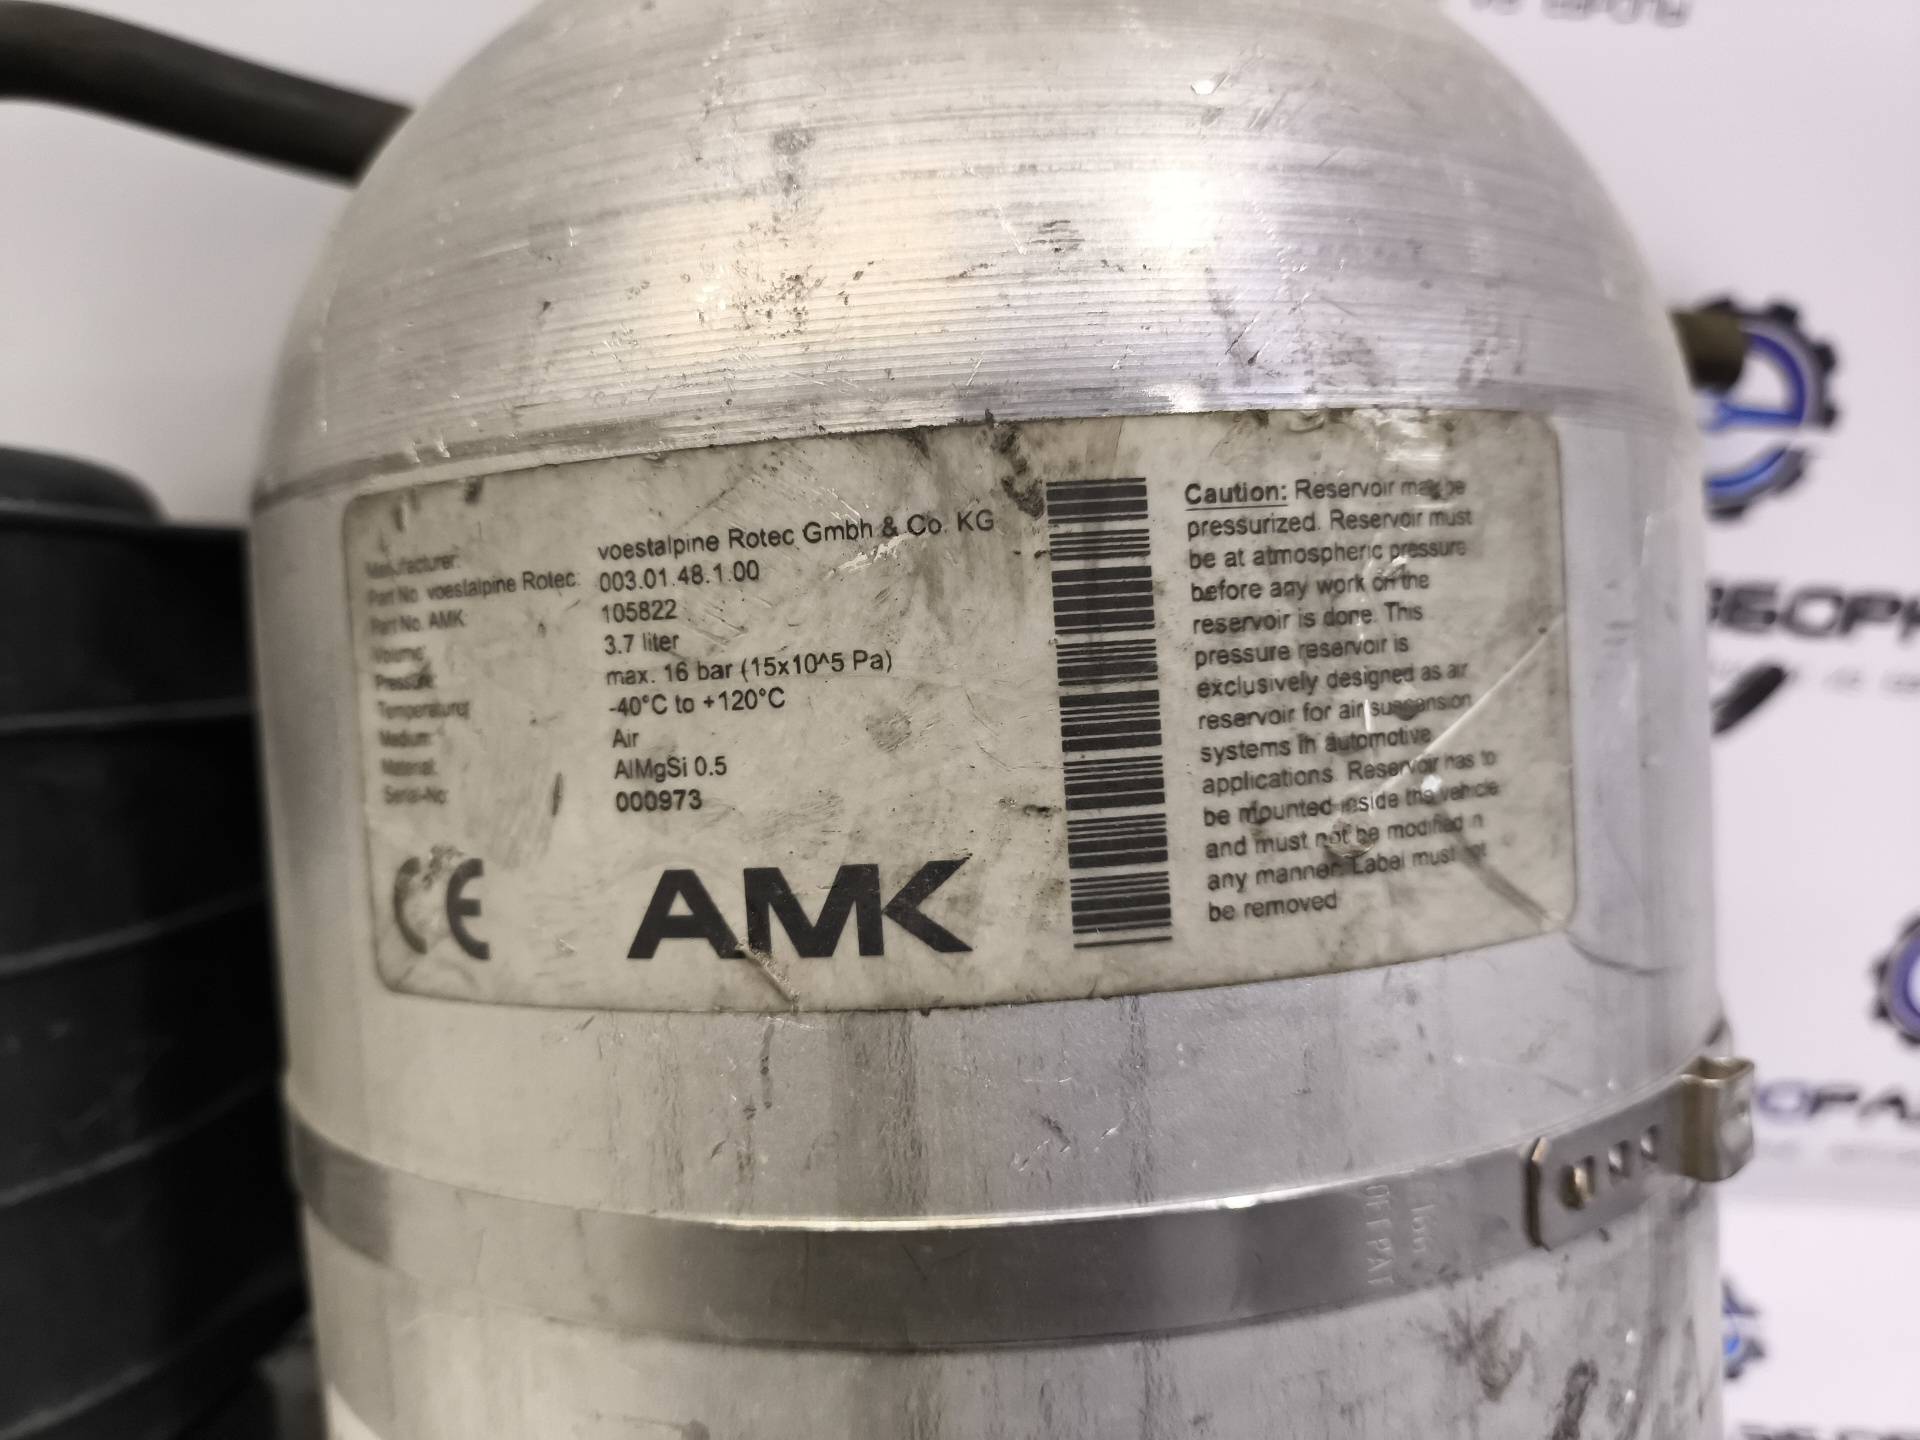 Manufacturer: voestalpine Rotec Gmbh & Co. KG
Part No. voestalpine Rotec: 003.01.48.1.00
Part No. AMK: 105822
Volume: 3.7 liter
Pressure: max. 16 bar (15x10^5 Pa)
Temperature: -40°C to +120°C
Medium: Air
Material: AlMgSi 0.5
Serial-No: 000973
CE AMK
Caution: Reservoir may be
pressurized. Reservoir must
be at atmospheric pressure
before any work on the
reservoir is done. This
pressure reservoir is
exclusively designed as air
reservoir for air suspension
systems in automotive
applications. Reservoir has to
be mounted inside the vehicle
and must not be modified in
any manner. Label must not
be removed